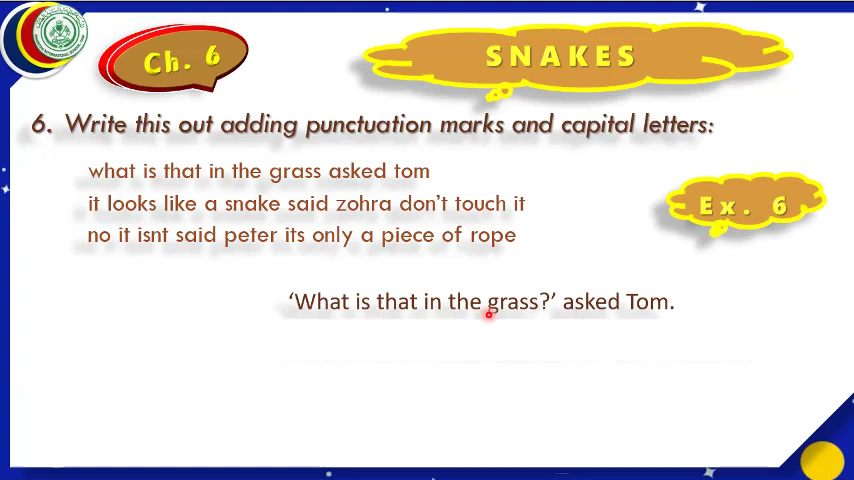 Ch. 6
SNAKES
6. Write this out adding punctuation marks and capital letters:
what is that in the grass asked tom
it looks like a snake said zohra don't touch it
no it isnt said peter its only a piece of rope
Ex. 6
‘What is that in the grass?’ asked Tom.